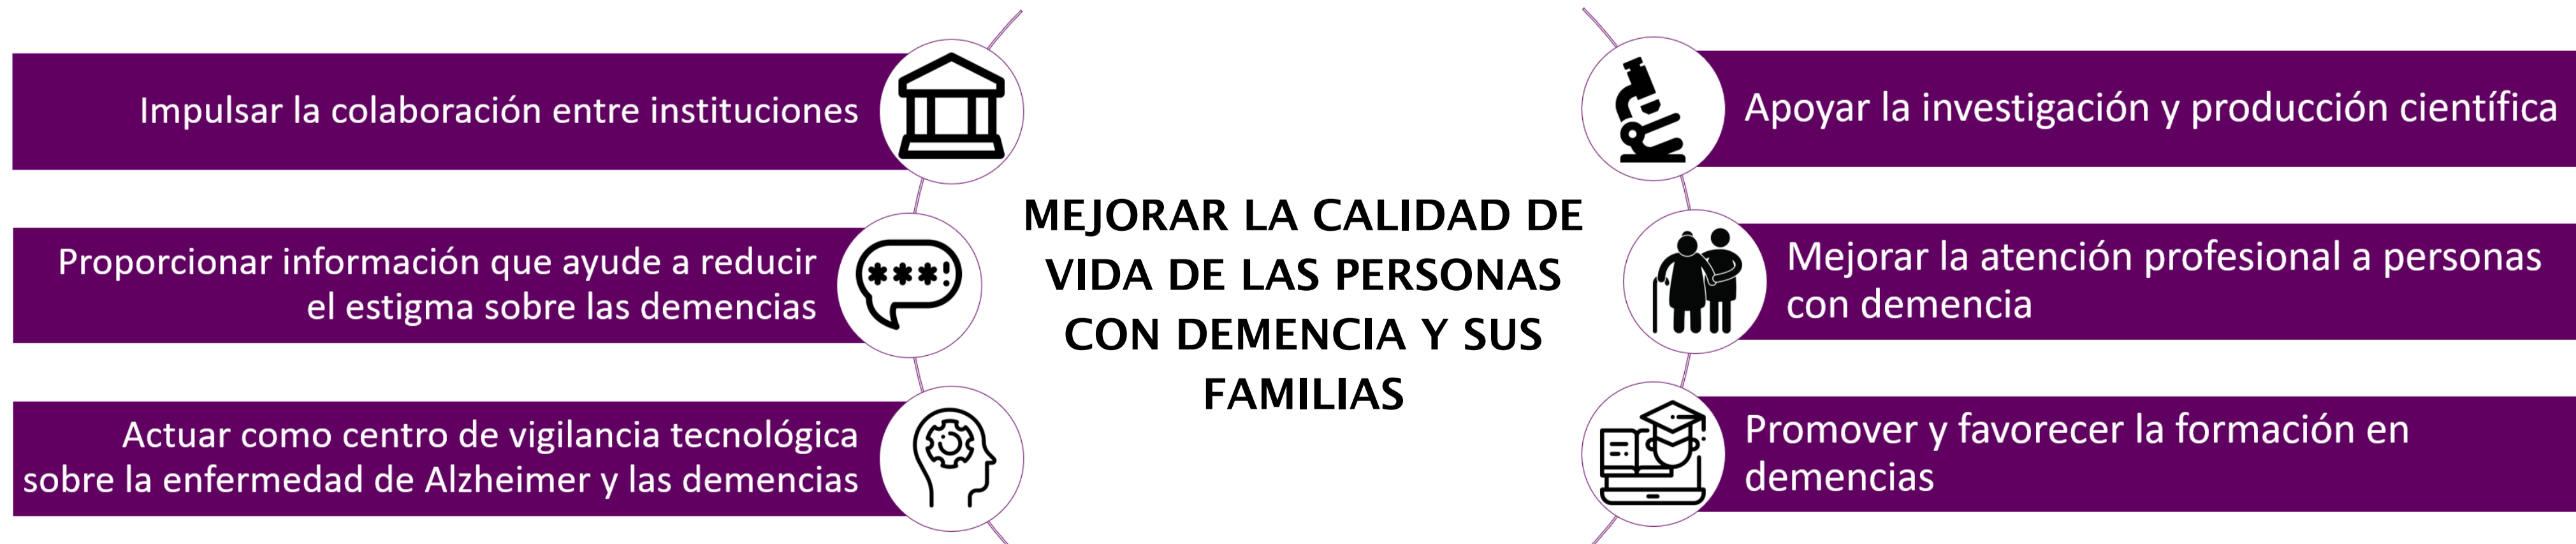 Impulsar la colaboración entre instituciones
Proporcionar información que ayude a reducir
el estigma sobre las demencias
***!
Actuar como centro de vigilancia tecnológica
sobre la enfermedad de Alzheimer y las demencias
MEJORAR LA CALIDAD DE
VIDA DE LAS PERSONAS
CON DEMENCIA Y SUS
FAMILIAS
Apoyar la investigación y producción científica
Mejorar la atención profesional a personas
con demencia
Promover y favorecer la formación en
demencias